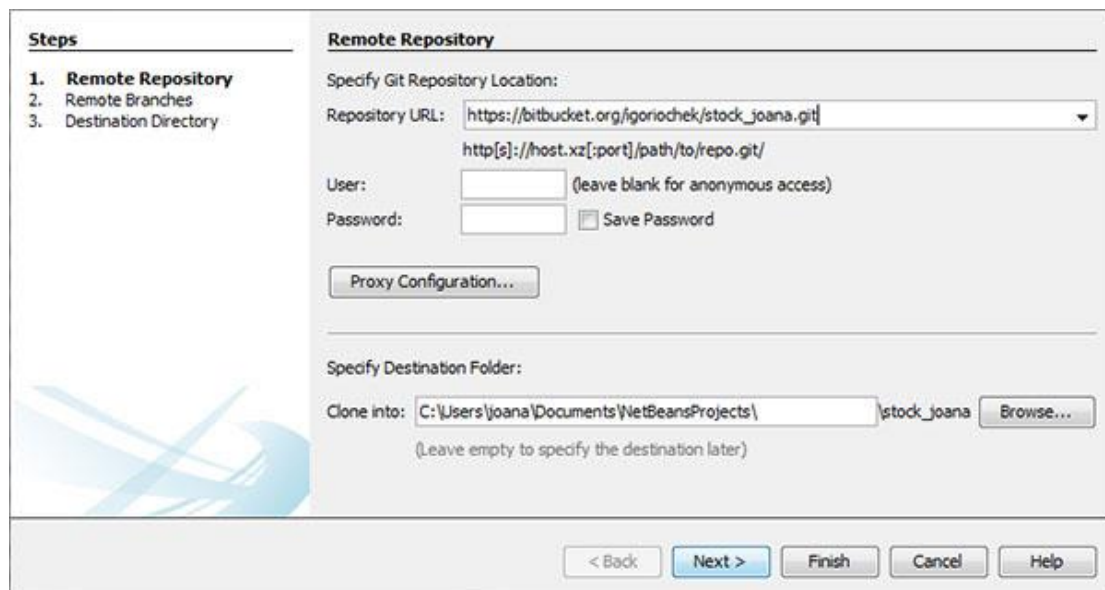 Steps
1. Remote Repository
2. Remote Branches
3. Destination Directory
Remote Repository
Specify Git Repository Location:
Repository URL: https://bitbucket.org/igoriochek/stock_joana.git
http[s]://host.xz[:port]/path/to/repo.git/
User: (leave blank for anonymous access)
Password: Save Password
Proxy Configuration...
Specify Destination Folder:
Clone into: C:\Users\joana\Documents\NetBeansProjects\ \stock_joana Browse...
(Leave empty to specify the destination later)
< Back Next > Finish Cancel Help